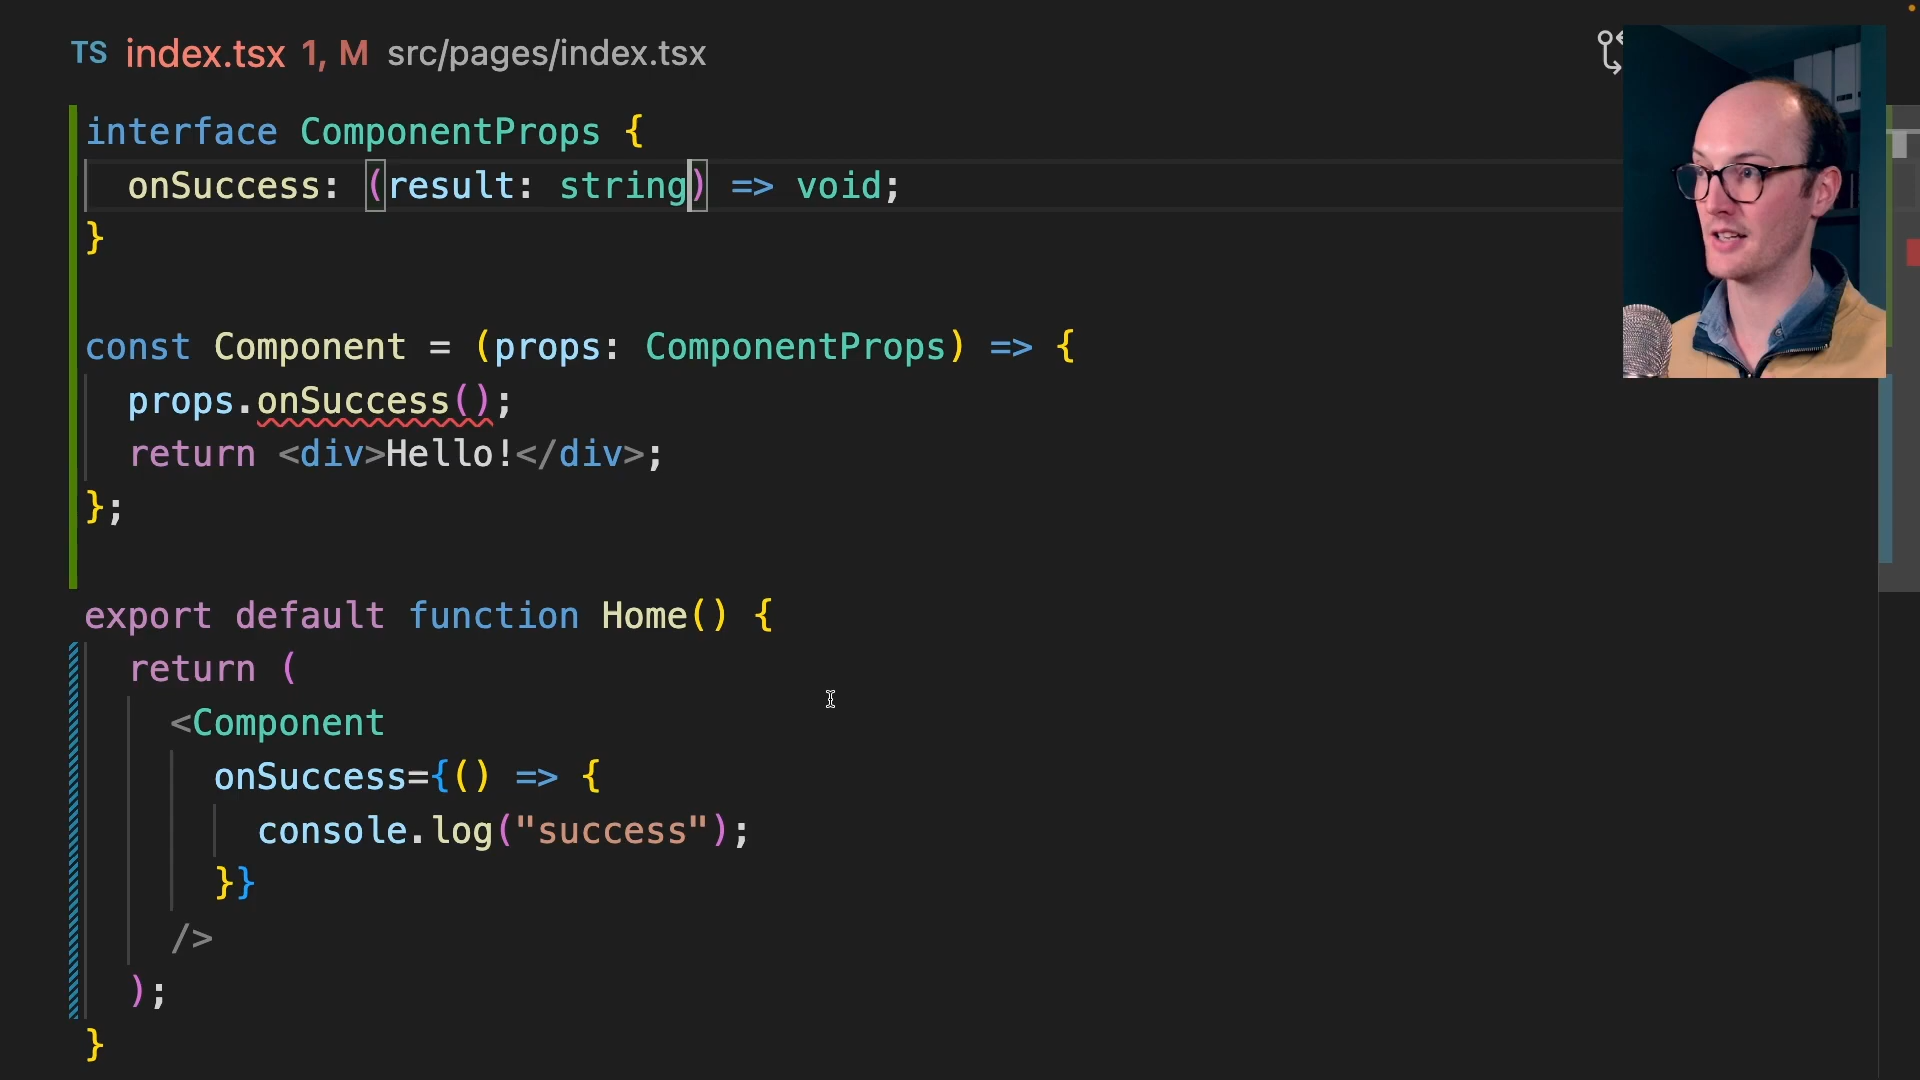 TS index.tsx 1, M src/pages/index.tsx
interface ComponentProps {
  onSuccess: (result: string) => void;
}
const Component = (props: ComponentProps) => {
  props.onSuccess();
  return <div>Hello!</div>;
};
export default function Home() {
  return (
    <Component
      onSuccess={() => {
        console.log("success");
      }}
    />
  );
}